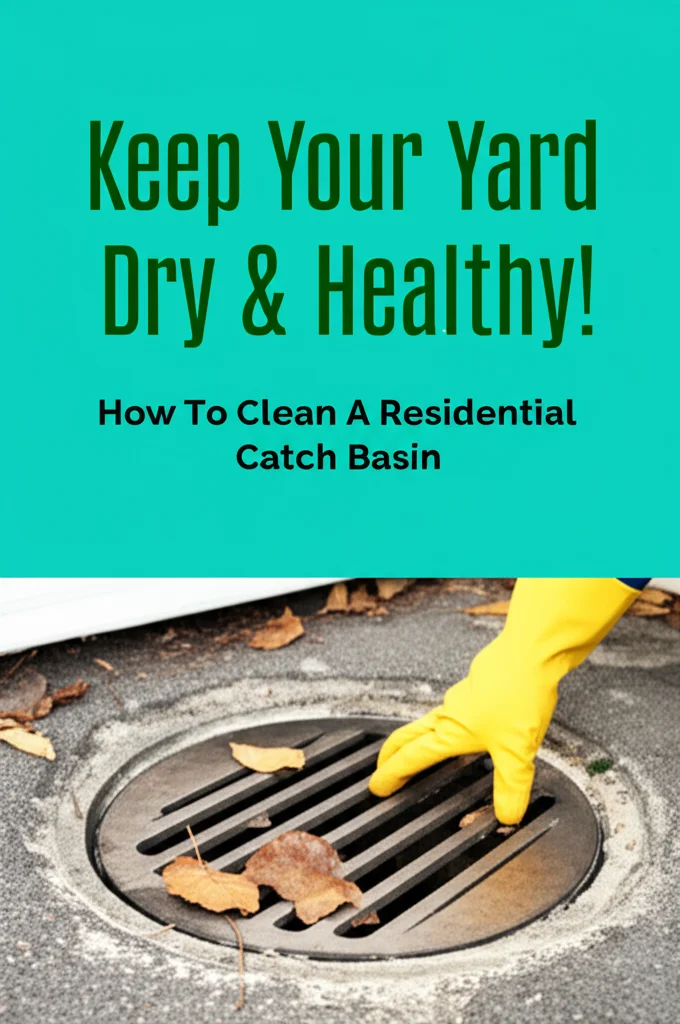 Keep Your Yard
Dry & Healthy!
How To Clean A Residential
Catch Basin